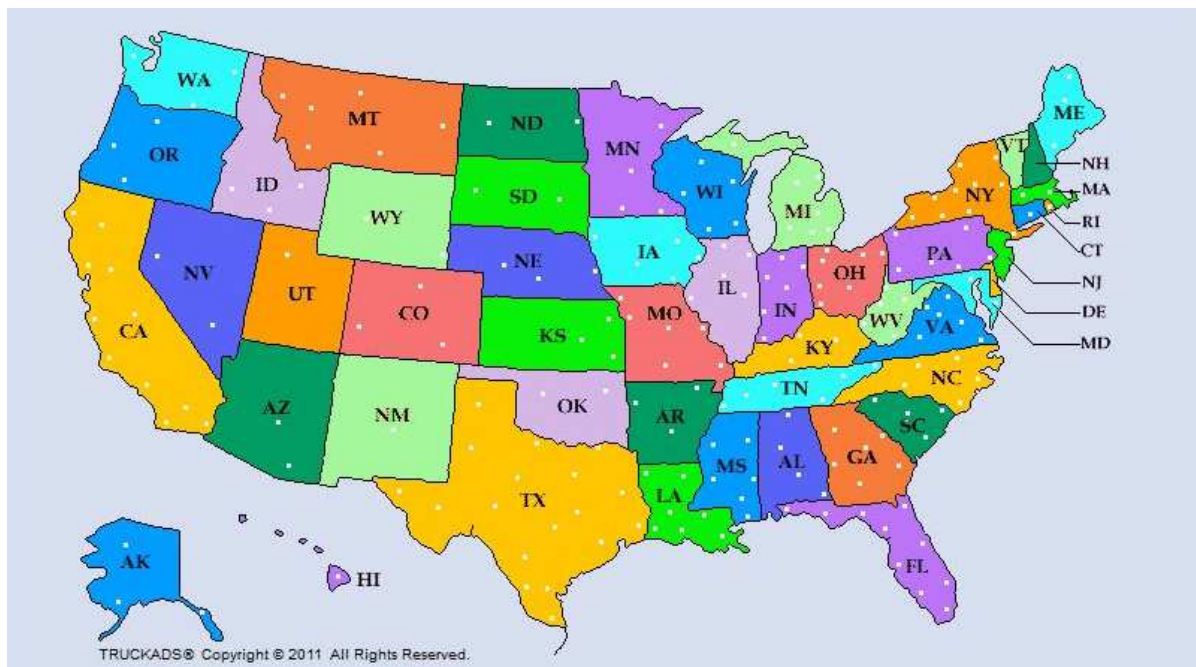 WA
ME
MT
ND
VT
MN
OR
NH
SD
WI
ID
MA
NY
MI
WY
RI
CT
IA
PA
NE
NV
OH
NJ
IL
UT
IN
DE
CO
MO
WV
VA
CA
KS
MD
KY
NC
TN
AZ
OK
NM
AR
SC
GA
MS
AL
LA
TX
AK
FL
HI
TRUCKADS® Copyright © 2011 All Rights Reserved.